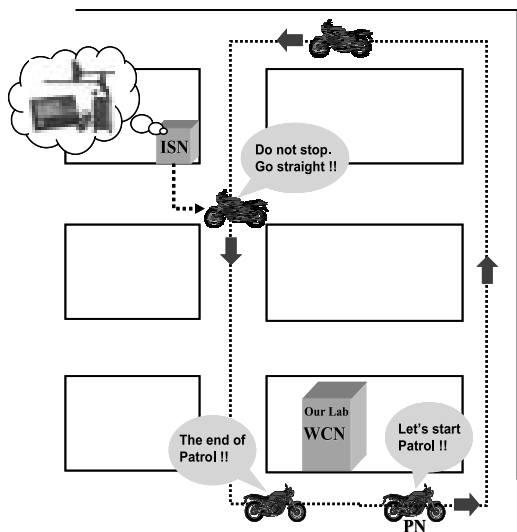 ISN
Do not stop.
Go straight !!
Our Lab
WCN
The end of
Patrol !!
Let's start
Patrol !!
PN